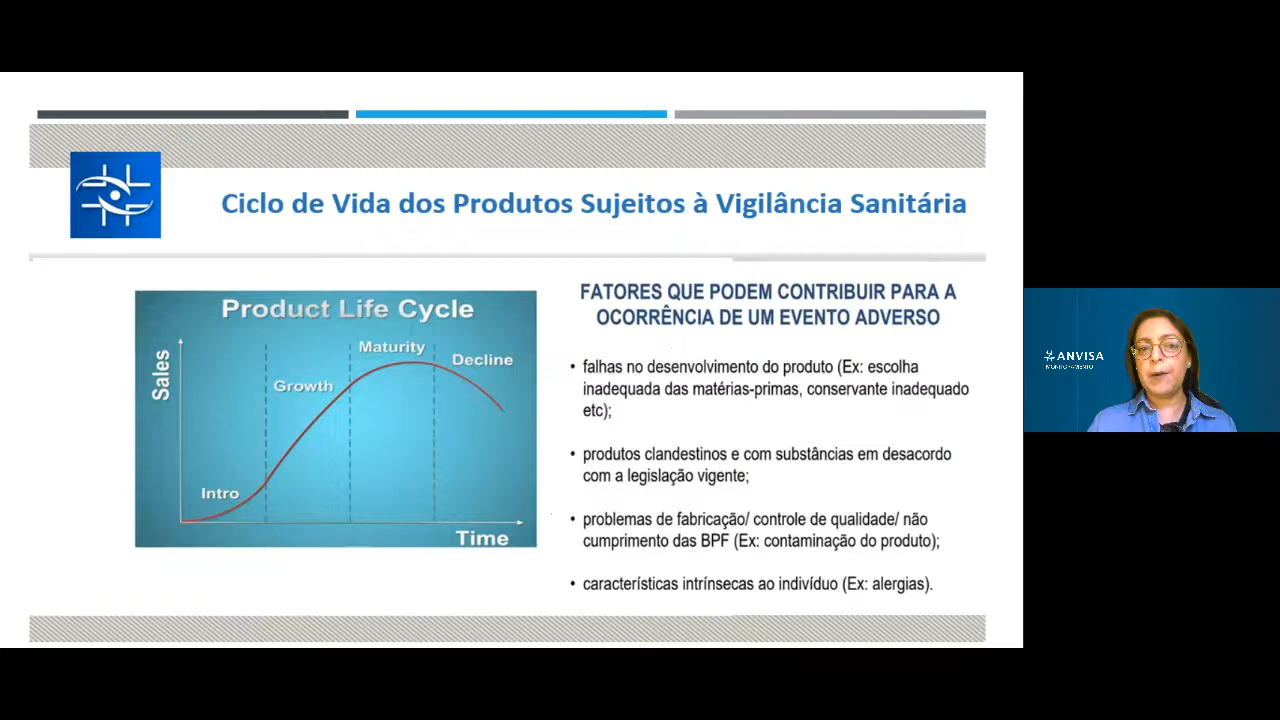 Ciclo de Vida dos Produtos Sujeitos à Vigilância Sanitária
Product Life Cycle
Sales
Intro
Growth
Maturity
Decline
Time
FATORES QUE PODEM CONTRIBUIR PARA A
OCORRÊNCIA DE UM EVENTO ADVERSO
• falhas no desenvolvimento do produto (Ex: escolha
inadequada das matérias-primas, conservante inadequado
etc);
• produtos clandestinos e com substâncias em desacordo
com a legislação vigente;
• problemas de fabricação/ controle de qualidade/ não
cumprimento das BPF (Ex: contaminação do produto);
• características intrínsecas ao indivíduo (Ex: alergias).
ANVISA
MONITORAMENTO